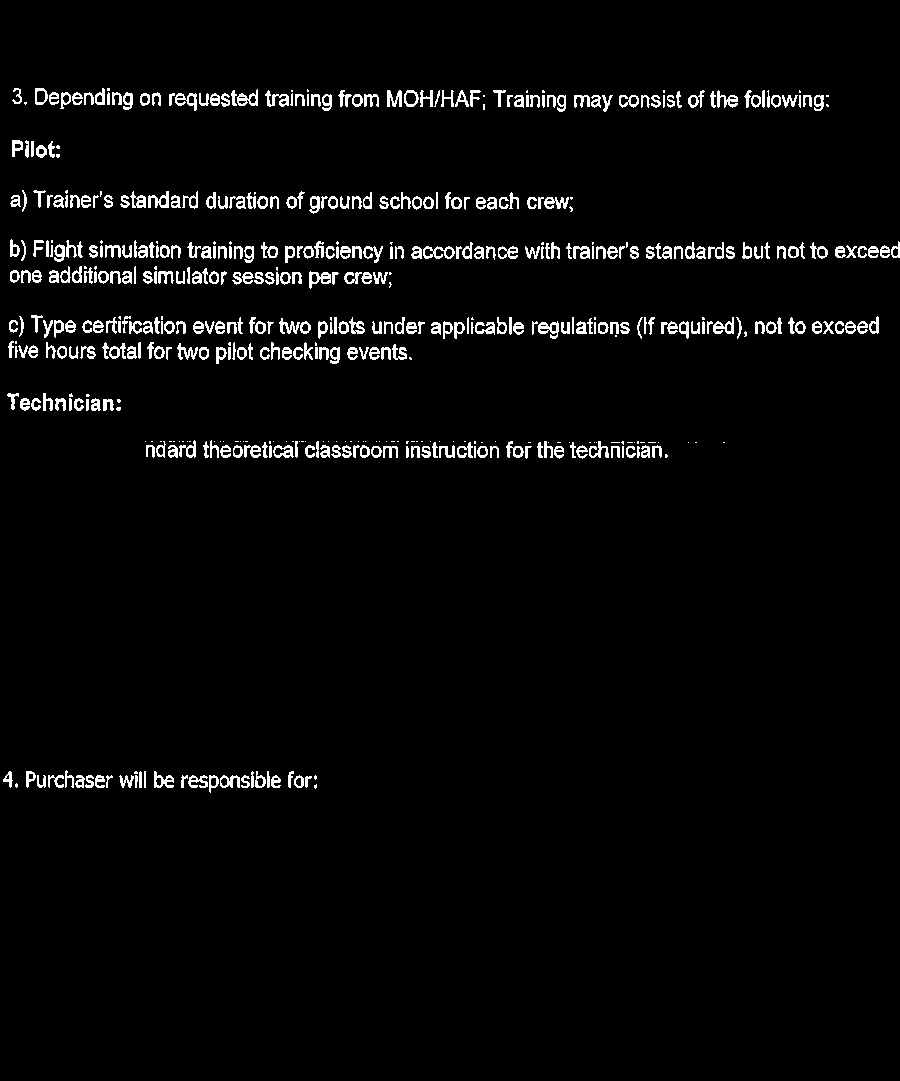 3. Depending on requested training from MOH/HAF; Training may consist of the following:
Pilot:
a) Trainer's standard duration of ground school for each crew;
b) Flight simulation training to proficiency in accordance with trainer's standards but not to exceed
one additional simulator session per crew;
c) Type certification event for two pilots under applicable regulations (If required), not to exceed
five hours total for two pilot checking events.
Technician:
ndard theoretical classroom instruction for the technician.
4. Purchaser will be responsible for: